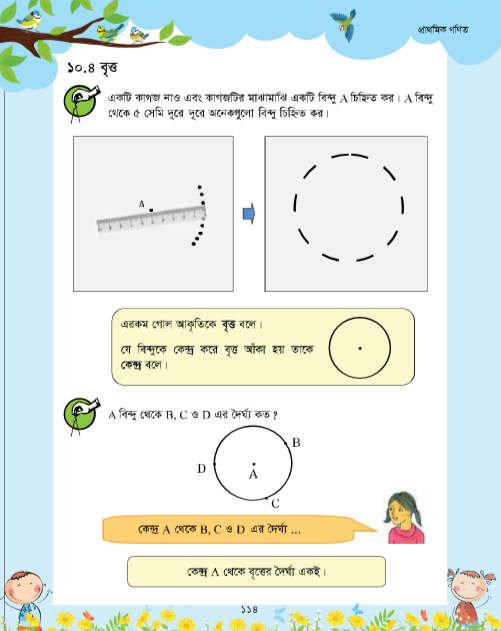 প্রাথমিক গণিত
১০.৪ বৃত্ত
একটি কাগজ নাও এবং কাগজটির মাঝামাঝি একটি বিন্দু A চিহ্নিত কর। A বিন্দু
থেকে ৫ সেমি দূরে দূরে অনেকগুলো বিন্দু চিহ্নিত কর।
A
এরকম গোল আকৃতিকে বৃত্ত বলে।
যে বিন্দুকে কেন্দ্র করে বৃত্ত আঁকা হয় তাকে
কেন্দ্র বলে।
A বিন্দু থেকে B, C ও D এর দৈর্ঘ্য কত ?
B
D
A
C
কেন্দ্র A থেকে B, C ও D এর দৈর্ঘ্য ...
কেন্দ্র A থেকে বৃত্তের দৈর্ঘ্য একই।
১১৪